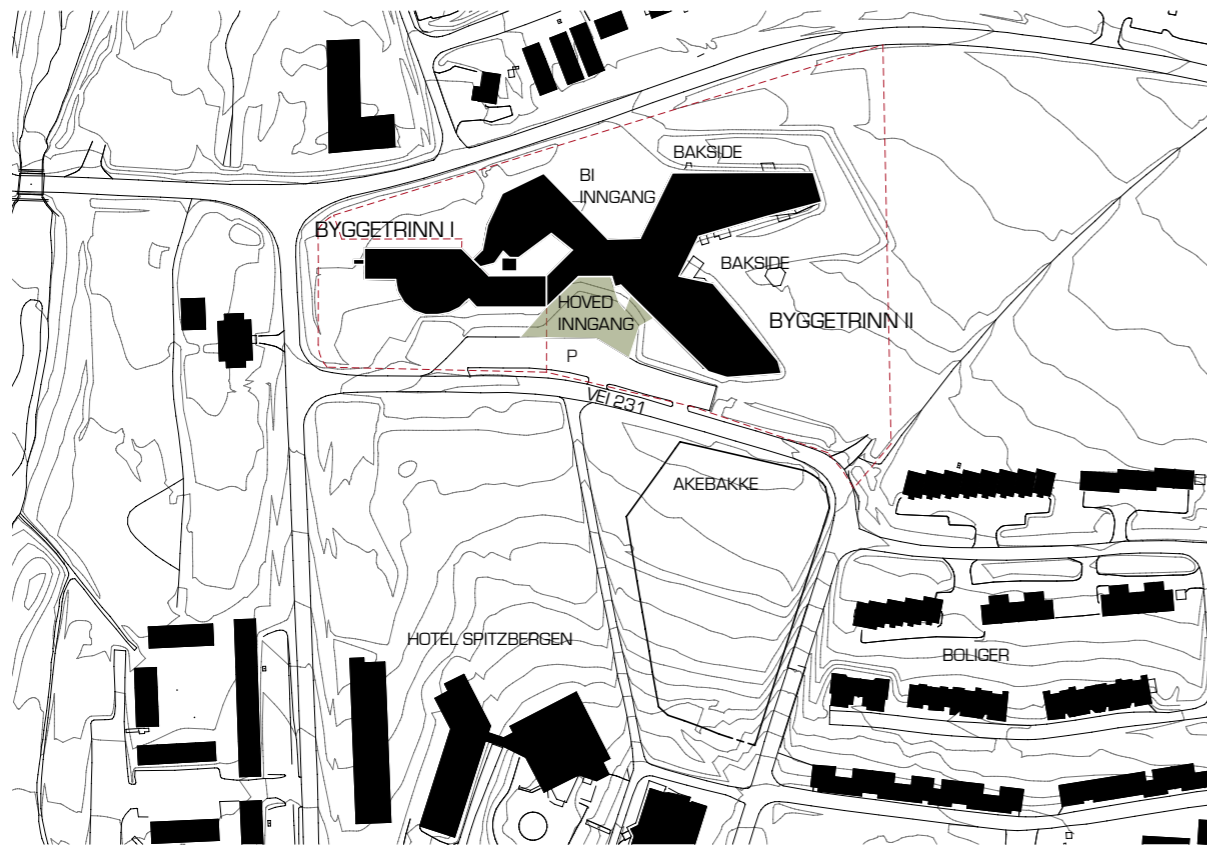 BAKSIDE
BI
INNGANG
BYGGETRINN I
BAKSIDE
HOVED
INNGANG
BYGGETRINN II
P
VEI 231
AKEBAKKE
HOTEL SPITZBERGEN
BOLIGER